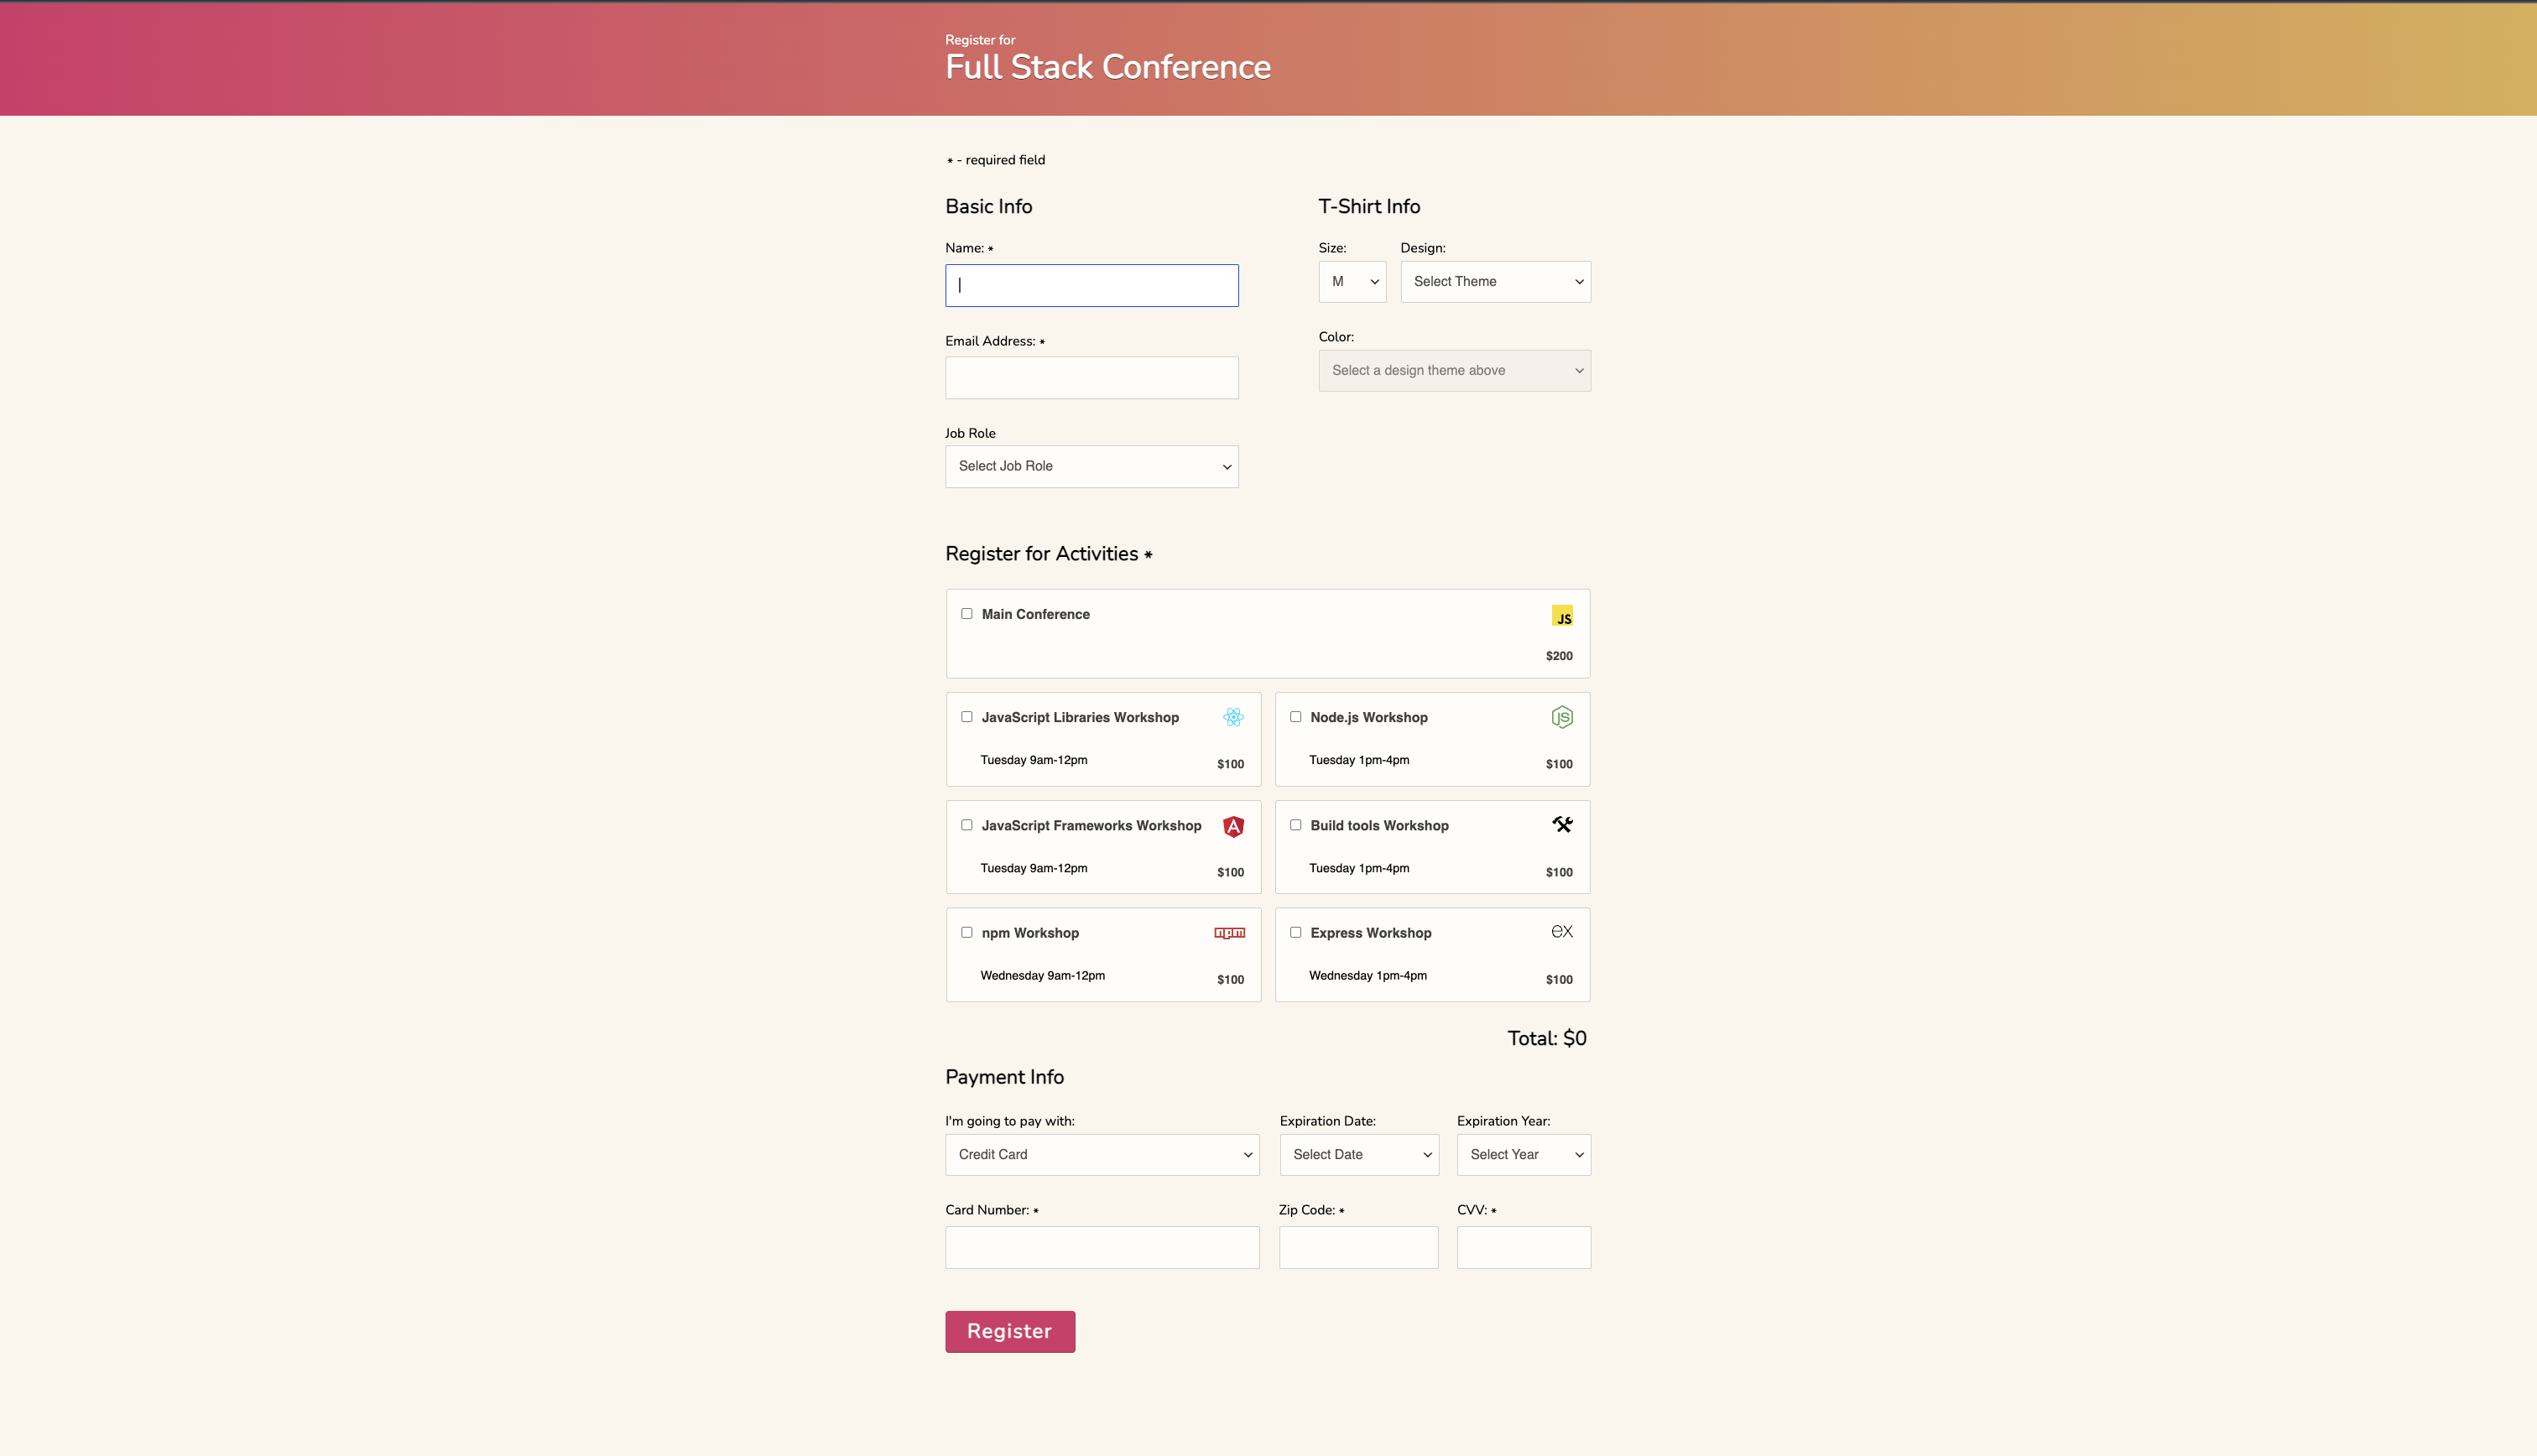 Register for
Full Stack Conference
* - required field
Basic Info
Name: *
Email Address: *
Job Role
Select Job Role
T-Shirt Info
Size:
Design:
M
Select Theme
Color:
Select a design theme above
Register for Activities *
Main Conference
JS
$200
JavaScript Libraries Workshop
Tuesday 9am-12pm
$100
Node.js Workshop
JS
Tuesday 1pm-4pm
$100
JavaScript Frameworks Workshop
A
Tuesday 9am-12pm
$100
Build tools Workshop
Tuesday 1pm-4pm
$100
npm Workshop
npm
Wednesday 9am-12pm
$100
Express Workshop
ex
Wednesday 1pm-4pm
$100
Total: $0
Payment Info
I'm going to pay with:
Credit Card
Expiration Date:
Select Date
Expiration Year:
Select Year
Card Number: *
Zip Code: *
CVV: *
Register